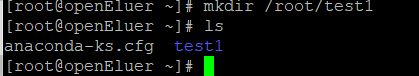 [root@openEluer ~]# mkdir /root/test1
[root@openEluer ~]# ls
anaconda-ks.cfg  test1
[root@openEluer ~]#